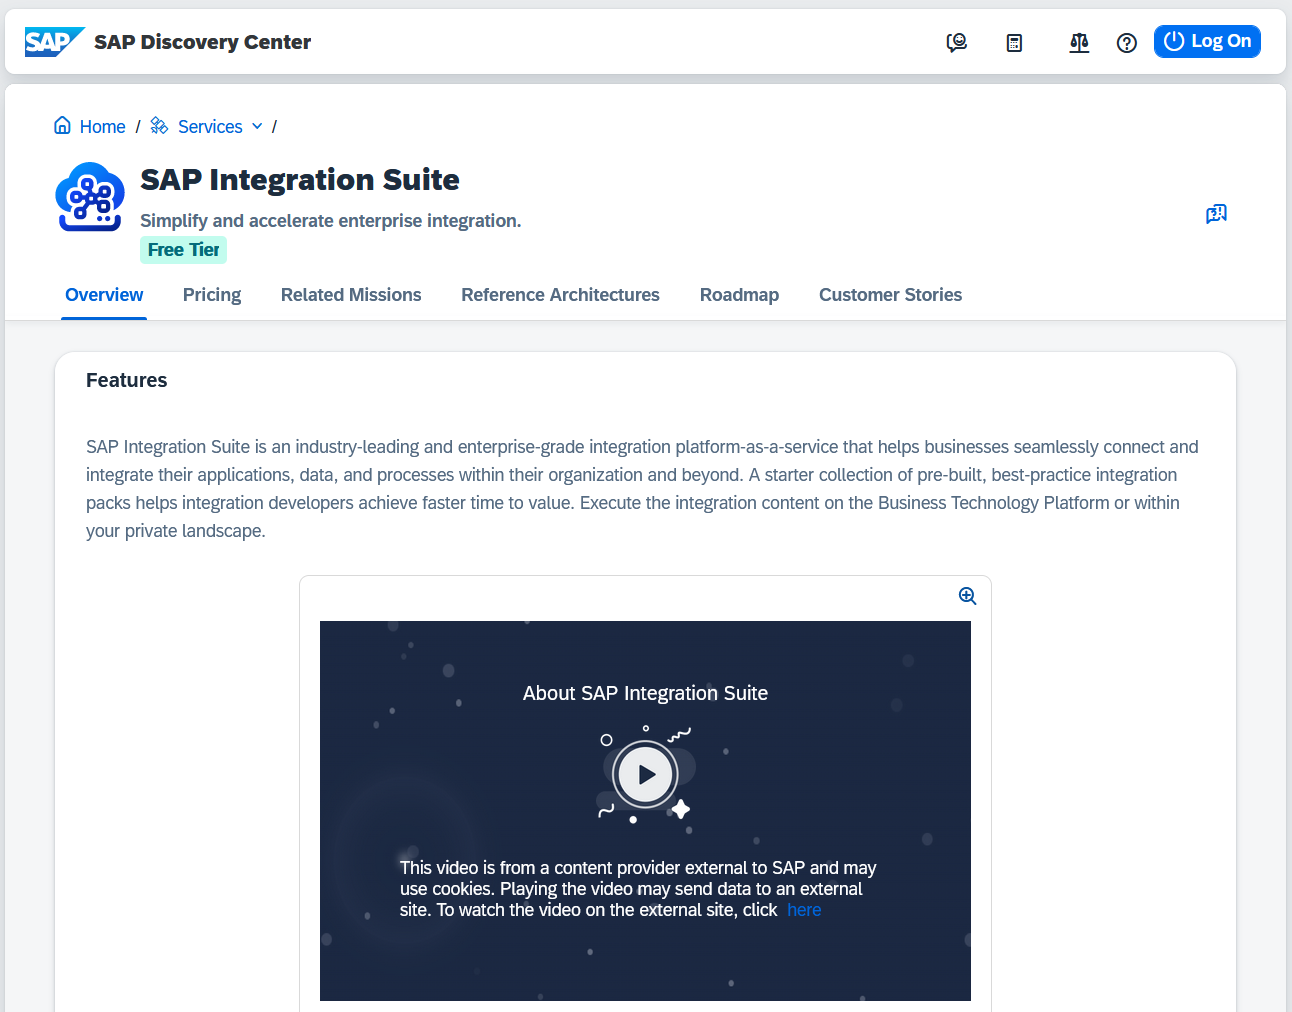 SAP SAP Discovery Center Log On
Home / Services /
SAP Integration Suite
Simplify and accelerate enterprise integration.
Free Tier
Overview Pricing Related Missions Reference Architectures Roadmap Customer Stories
Features
SAP Integration Suite is an industry-leading and enterprise-grade integration platform-as-a-service that helps businesses seamlessly connect and
integrate their applications, data, and processes within their organization and beyond. A starter collection of pre-built, best-practice integration
packs helps integration developers achieve faster time to value. Execute the integration content on the Business Technology Platform or within
your private landscape.
About SAP Integration Suite
This video is from a content provider external to SAP and may
use cookies. Playing the video may send data to an external
site. To watch the video on the external site, click here